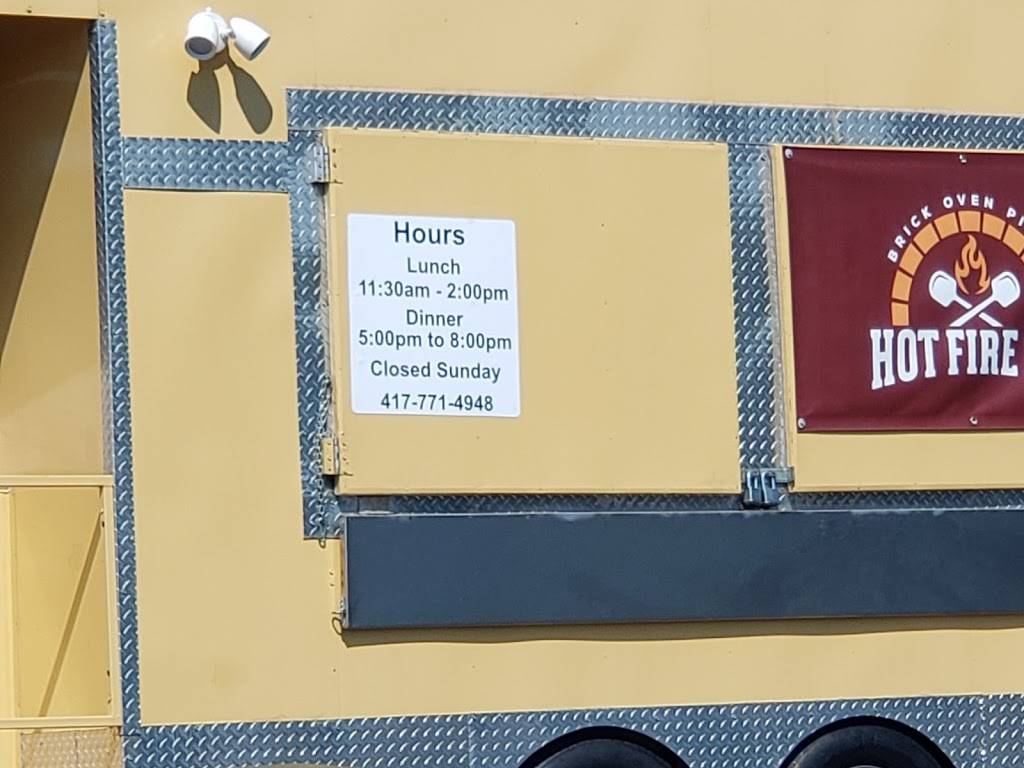 Hours
Lunch
11:30am - 2:00pm
Dinner
5:00pm to 8:00pm
Closed Sunday
417-771-4948
BRICK OVEN
HOT FIRE